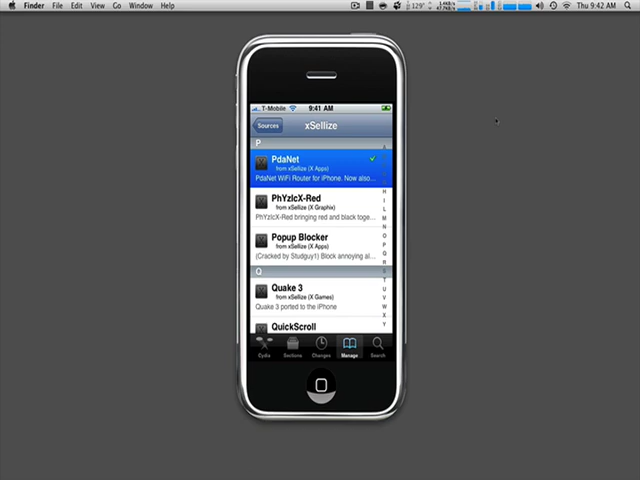 Finder File Edit View Go Window Help
129° Thu 9:42 AM
T-Mobile 9:41 AM
Sources xSellize
P
PdaNet
from xSellize (X Apps)
PdaNet WiFi Router for iPhone. Now also...
PhYzIcX-Red
from xSellize (X Graphic)
PhYzIcX-Red bringing red and black toge...
Popup Blocker
from xSellize (X Apps)
(Cracked by Studguy1) Block annoying al...
Q
Quake 3
from xSellize (X Games)
Quake 3 ported to the iPhone
QuickScroll
A
H
I
L
M
N
O
P
Q
R
S
T
U
V
W
X
Y
Cydia Sections Changes Manage Search